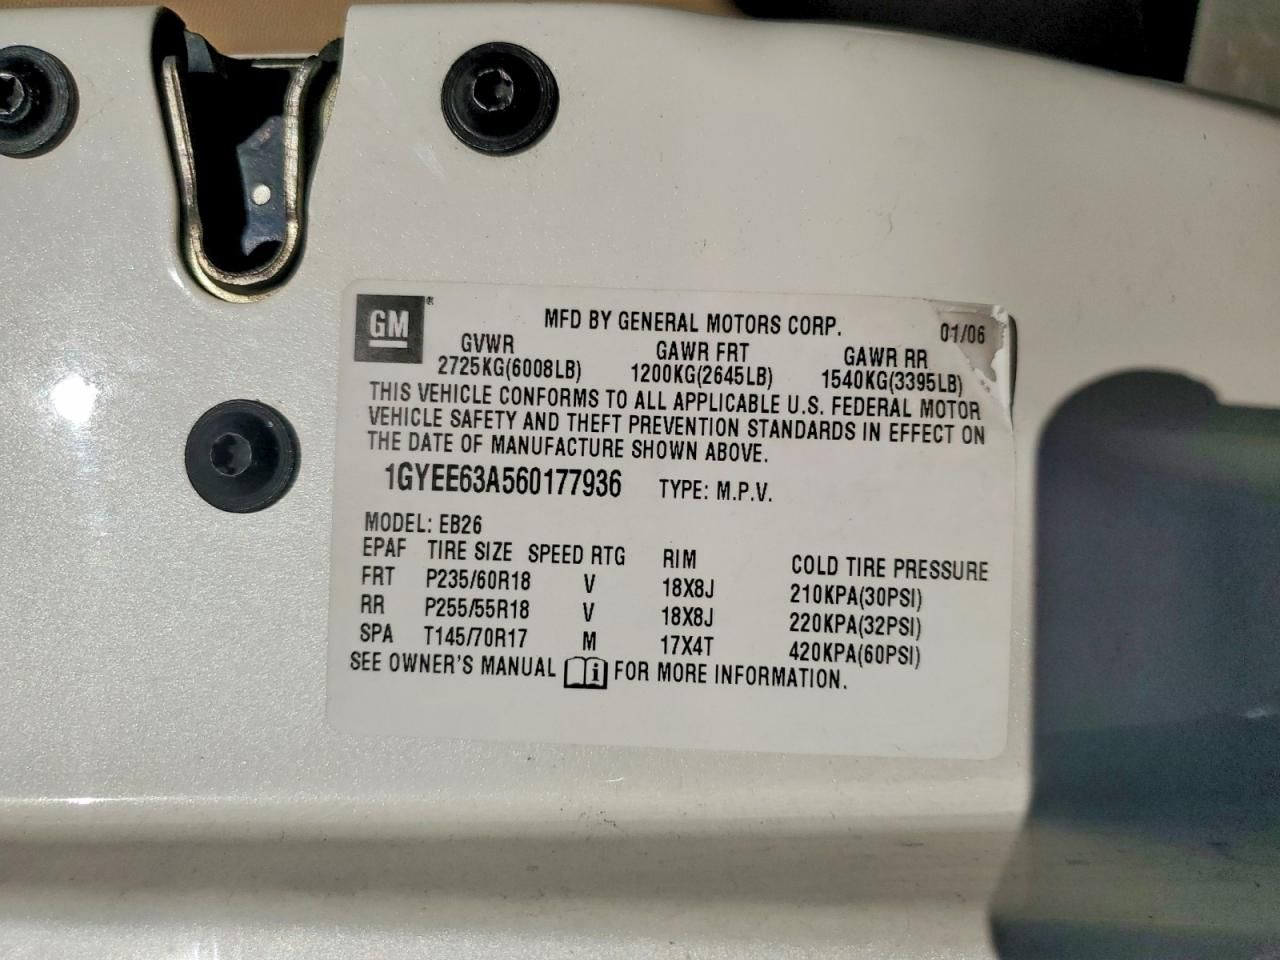 GM ®
MFD BY GENERAL MOTORS CORP. 01/06
GVWR GAWR FRT GAWR RR
2725KG(6008LB) 1200KG(2645LB) 1540KG(3395LB)
THIS VEHICLE CONFORMS TO ALL APPLICABLE U.S. FEDERAL MOTOR
VEHICLE SAFETY AND THEFT PREVENTION STANDARDS IN EFFECT ON
THE DATE OF MANUFACTURE SHOWN ABOVE.
1GYEE63A560177936 TYPE: M.P.V.
MODEL: EB26
EPAF TIRE SIZE SPEED RTG RIM COLD TIRE PRESSURE
FRT P235/60R18 V 18X8J 210KPA(30PSI)
RR P255/55R18 V 18X8J 220KPA(32PSI)
SPA T145/70R17 M 17X4T 420KPA(60PSI)
SEE OWNER'S MANUAL i FOR MORE INFORMATION.